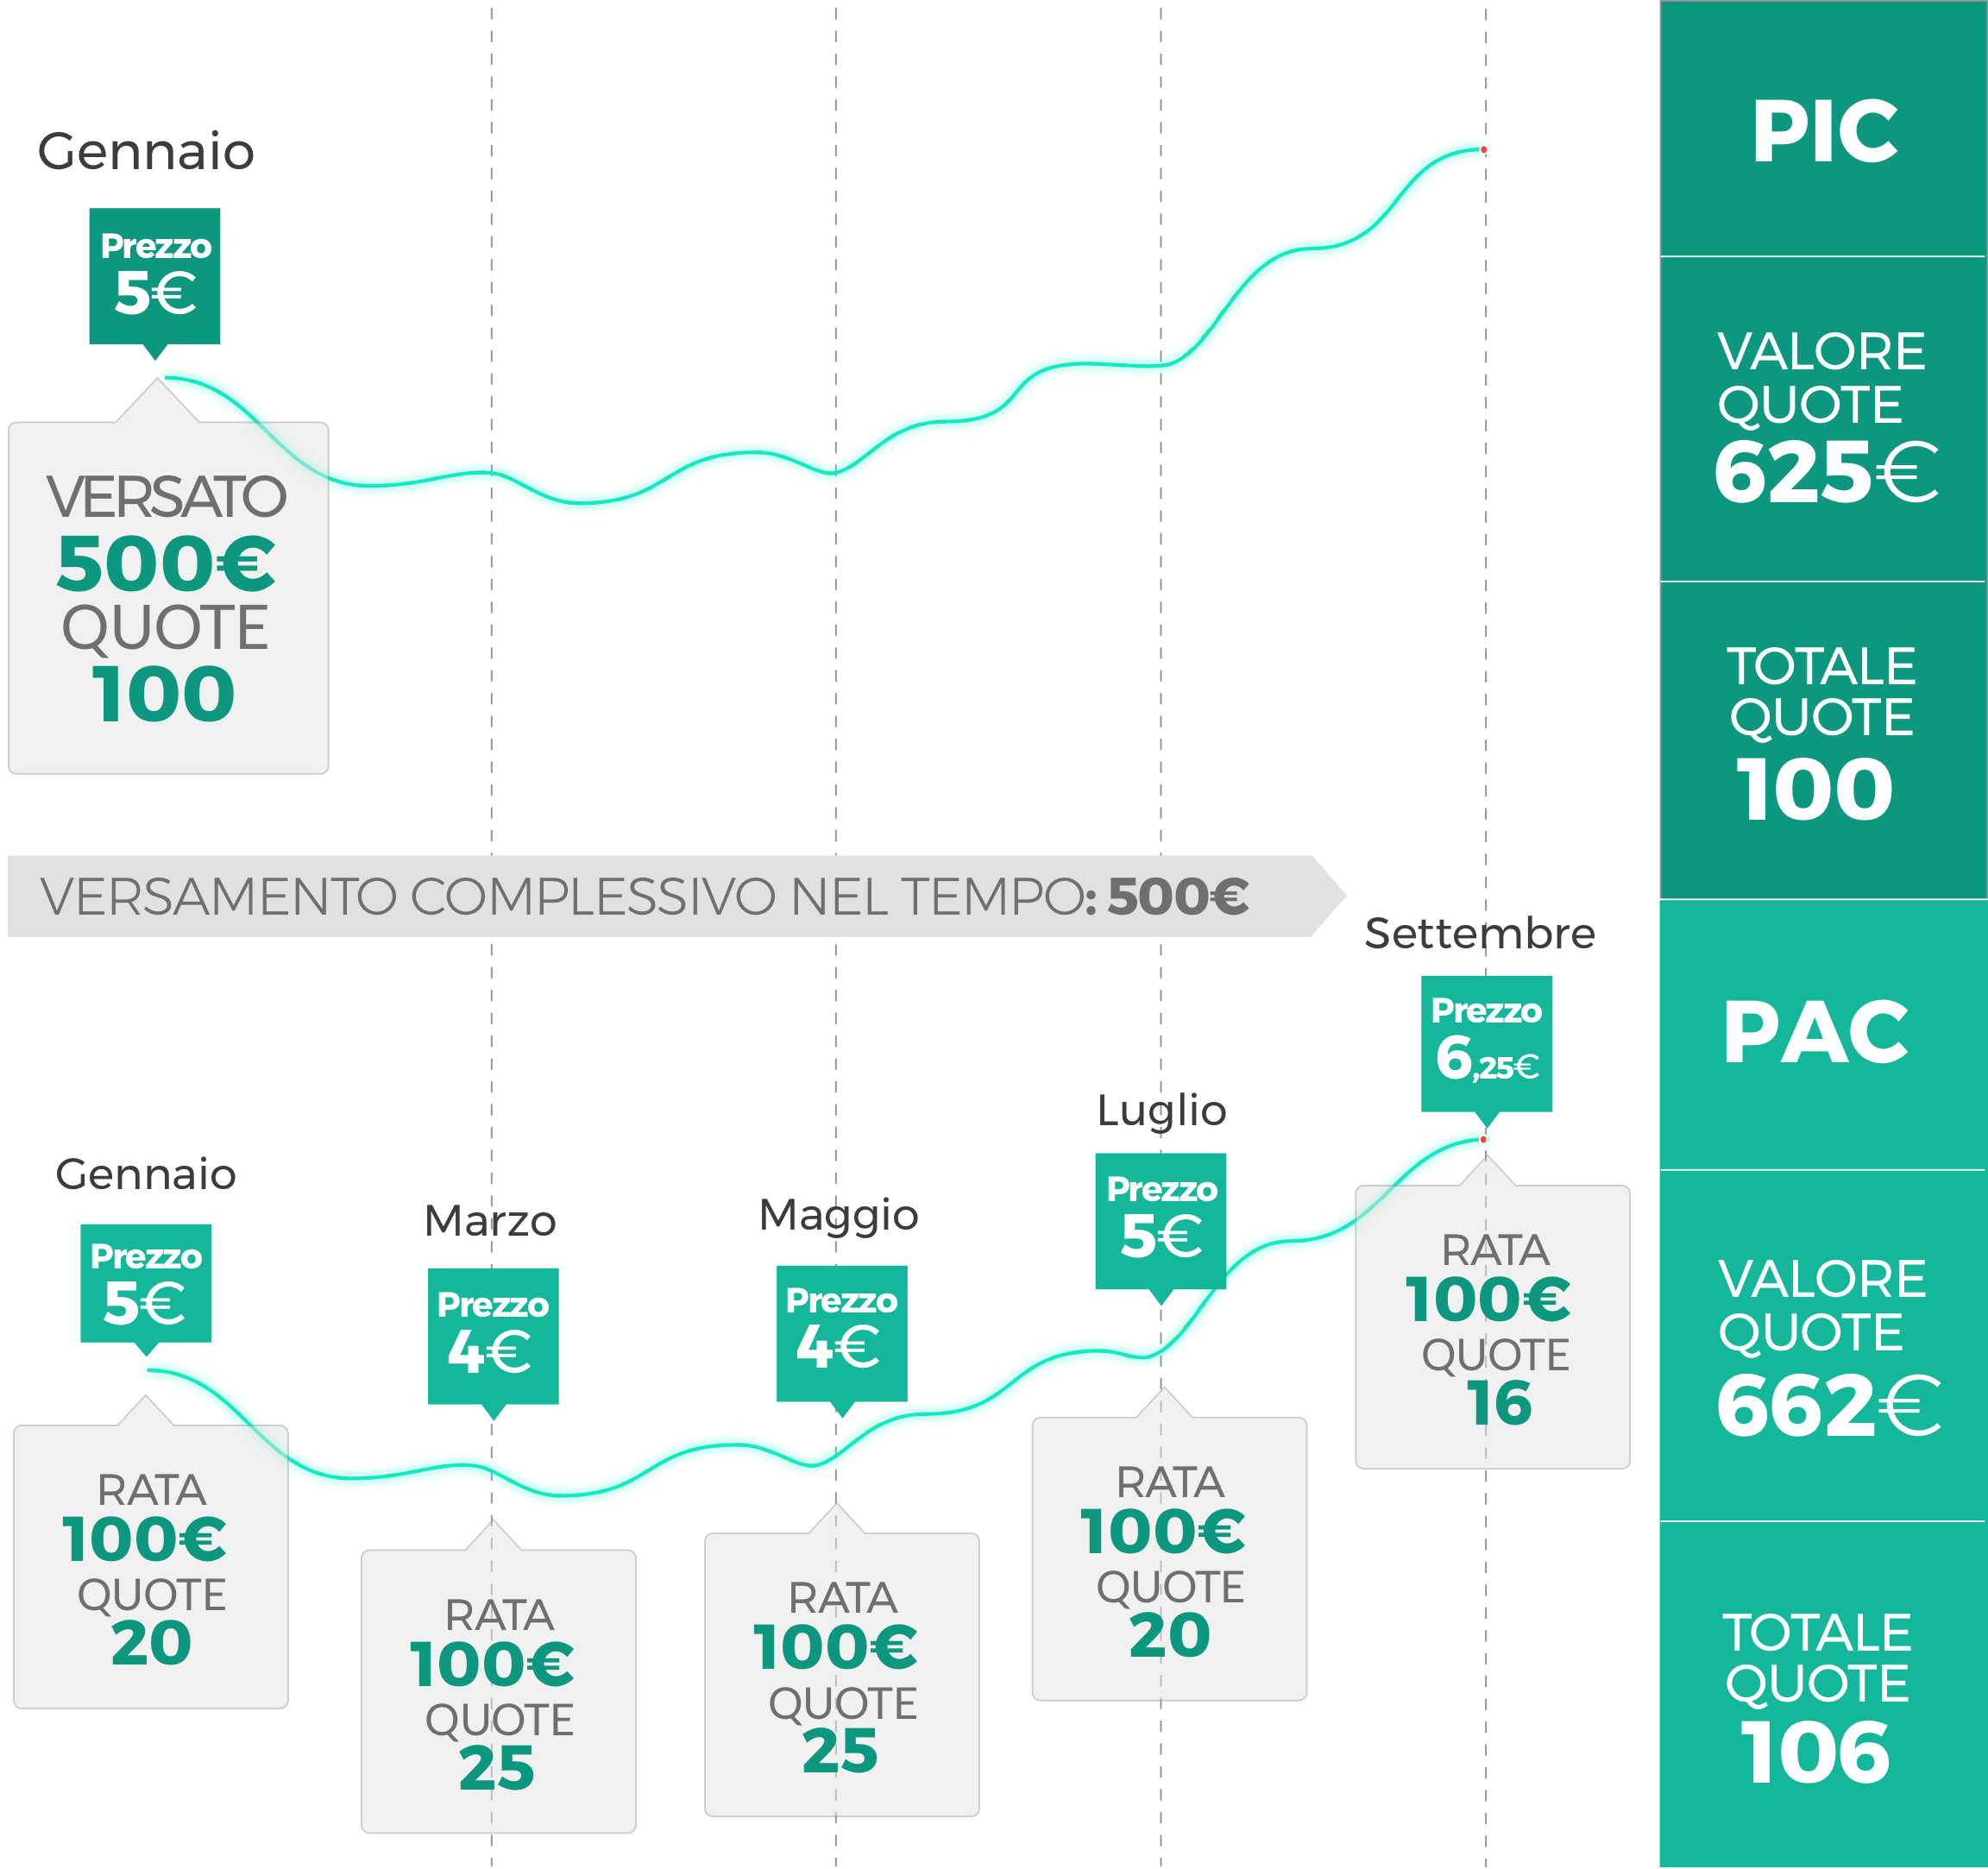 Gennaio
Prezzo
5€
VERSATO
500€
QUOTE
100
PIC
VALORE
QUOTE
625€
TOTALE
QUOTE
100
VERSAMENTO COMPLESSIVO NEL TEMPO: 500€
Gennaio
Prezzo
5€
RATA
100€
QUOTE
20
Marzo
Prezzo
4€
RATA
100€
QUOTE
25
Maggio
Prezzo
4€
RATA
100€
QUOTE
25
Luglio
Prezzo
5€
RATA
100€
QUOTE
20
Settembre
Prezzo
6,25€
RATA
100€
QUOTE
16
PAC
VALORE
QUOTE
662€
TOTALE
QUOTE
106